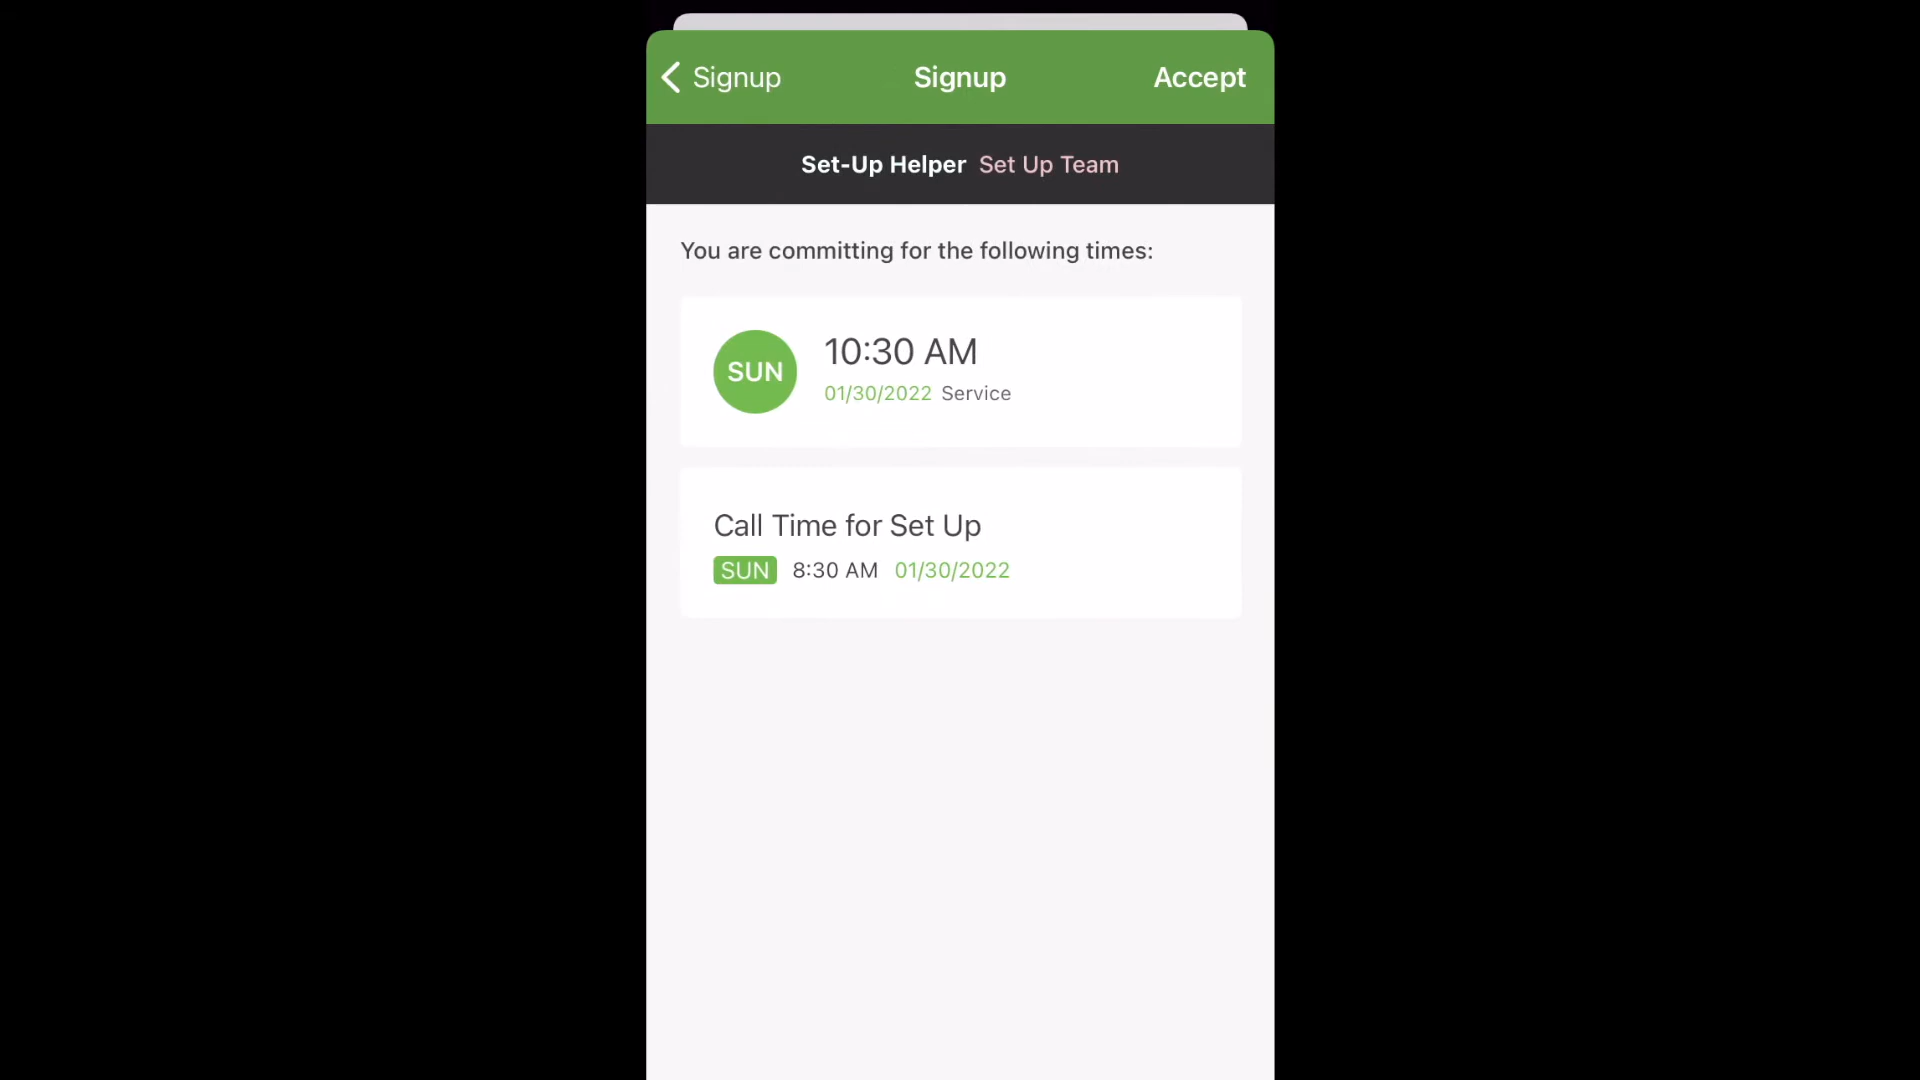 Signup Signup Accept
Set-Up Helper Set Up Team
You are committing for the following times:
SUN
10:30 AM
01/30/2022 Service
Call Time for Set Up
SUN 8:30 AM 01/30/2022